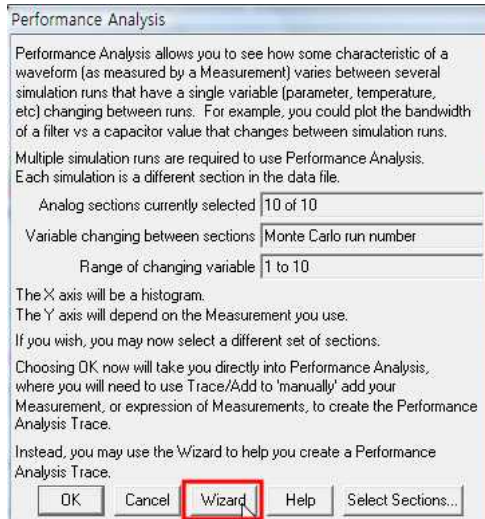 Performance Analysis
Performance Analysis allows you to see how some characteristic of a
waveform (as measured by a Measurement) varies between several
simulation runs that have a single variable (parameter, temperature,
etc) changing between runs. For example, you could plot the bandwidth
of a filter vs a capacitor value that changes between simulation runs.
Multiple simulation runs are required to use Performance Analysis.
Each simulation is a different section in the data file.
Analog sections currently selected 10 of 10
Variable changing between sections Monte Carlo run number
Range of changing variable 1 to 10
The X axis will be a histogram.
The Y axis will depend on the Measurement you use.
If you wish, you may now select a different set of sections.
Choosing OK now will take you directly into Performance Analysis,
where you will need to use Trace/Add to 'manually' add your
Measurement, or expression of Measurements, to create the Performance
Analysis Trace.
Instead, you may use the Wizard to help you create a Performance
Analysis Trace.
OK Cancel Wizard Help Select Sections...